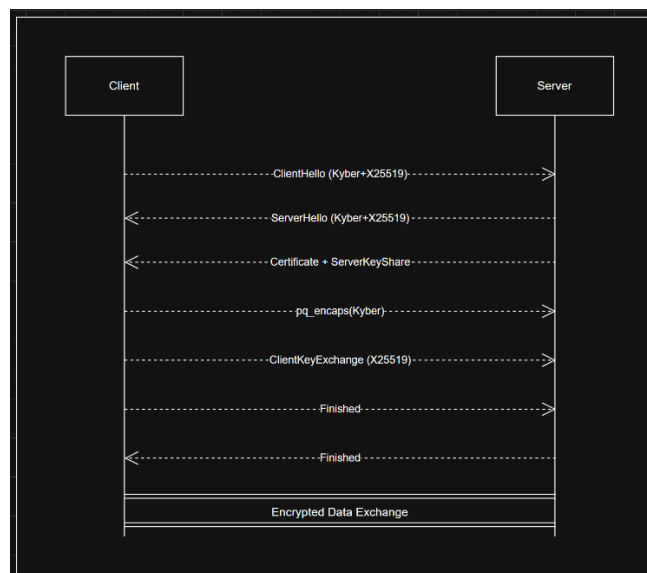 Client
Server
ClientHello (Kyber+X25519)
ServerHello (Kyber+X25519)
Certificate + ServerKeyShare
pq_encaps(Kyber)
ClientKeyExchange (X25519)
Finished
Finished
Encrypted Data Exchange